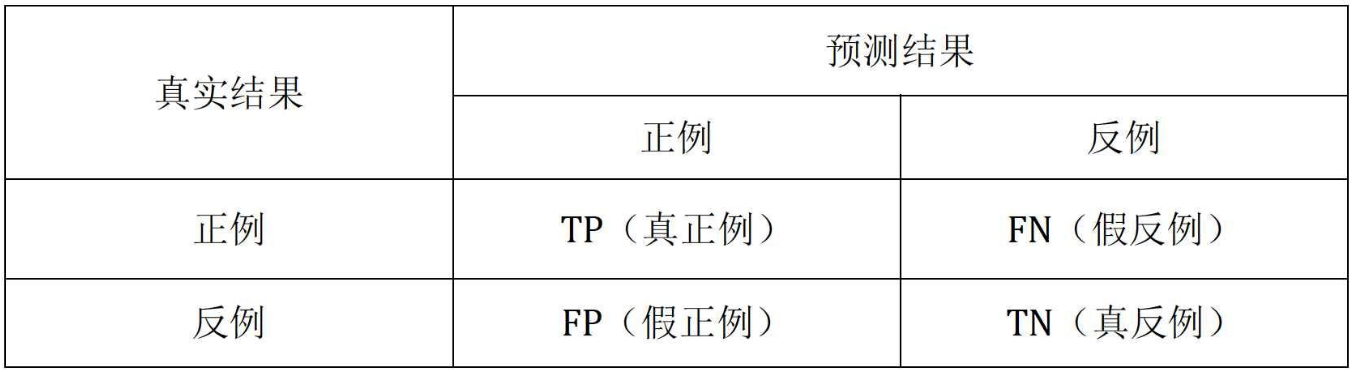 真实结果
预测结果
正例
反例
正例
TP（真正例）
FN（假反例）
反例
FP（假正例）
TN（真反例）